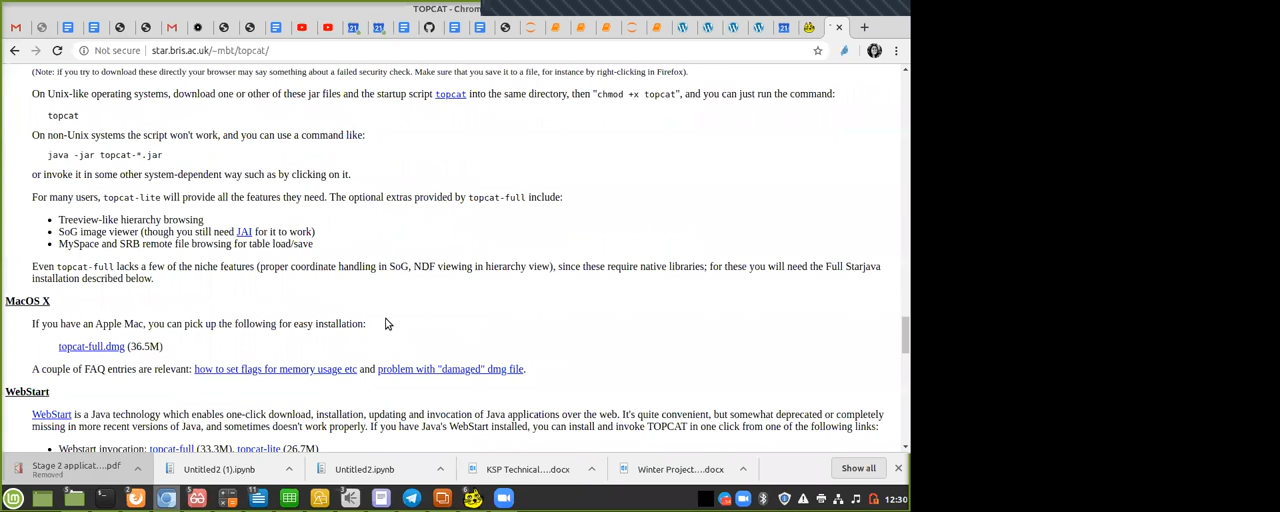 TOPCAT - Chrom
Not secure | star.bris.ac.uk/~mbt/topcat/
(Note: if you try to download these directly your browser may say something about a failed security check. Make sure that you save it to a file, for instance by right-clicking in Firefox).
On Unix-like operating systems, download one or other of these jar files and the startup script topcat into the same directory, then "chmod +x topcat", and you can just run the command:
topcat
On non-Unix systems the script won't work, and you can use a command like:
java -jar topcat-*.jar
or invoke it in some other system-dependent way such as by clicking on it.
For many users, topcat-lite will provide all the features they need. The optional extras provided by topcat-full include:
• Treeview-like hierarchy browsing
• SoG image viewer (though you still need JAI for it to work)
• MySpace and SRB remote file browsing for table load/save
Even topcat-full lacks a few of the niche features (proper coordinate handling in SoG, NDF viewing in hierarchy view), since these require native libraries; for these you will need the Full Starjava
installation described below.
MacOS X
If you have an Apple Mac, you can pick up the following for easy installation:
topcat-full.dmg (36.5M)
A couple of FAQ entries are relevant: how to set flags for memory usage etc and problem with "damaged" dmg file.
WebStart
WebStart is a Java technology which enables one-click download, installation, updating and invocation of Java applications over the web. It's quite convenient, but somewhat deprecated or completely
missing in more recent versions of Java, and sometimes doesn't work properly. If you have Java's WebStart installed, you can install and invoke TOPCAT in one click from one of the following links:
• Webstart invocation: topcat-full (33.3M), topcat-lite (26.7M)
Stage 2 applicat....pdf
Removed
Untitled2 (1).ipynb
Untitled2.ipynb
KSP Technical....docx
Winter Project....docx
Show all
12:30